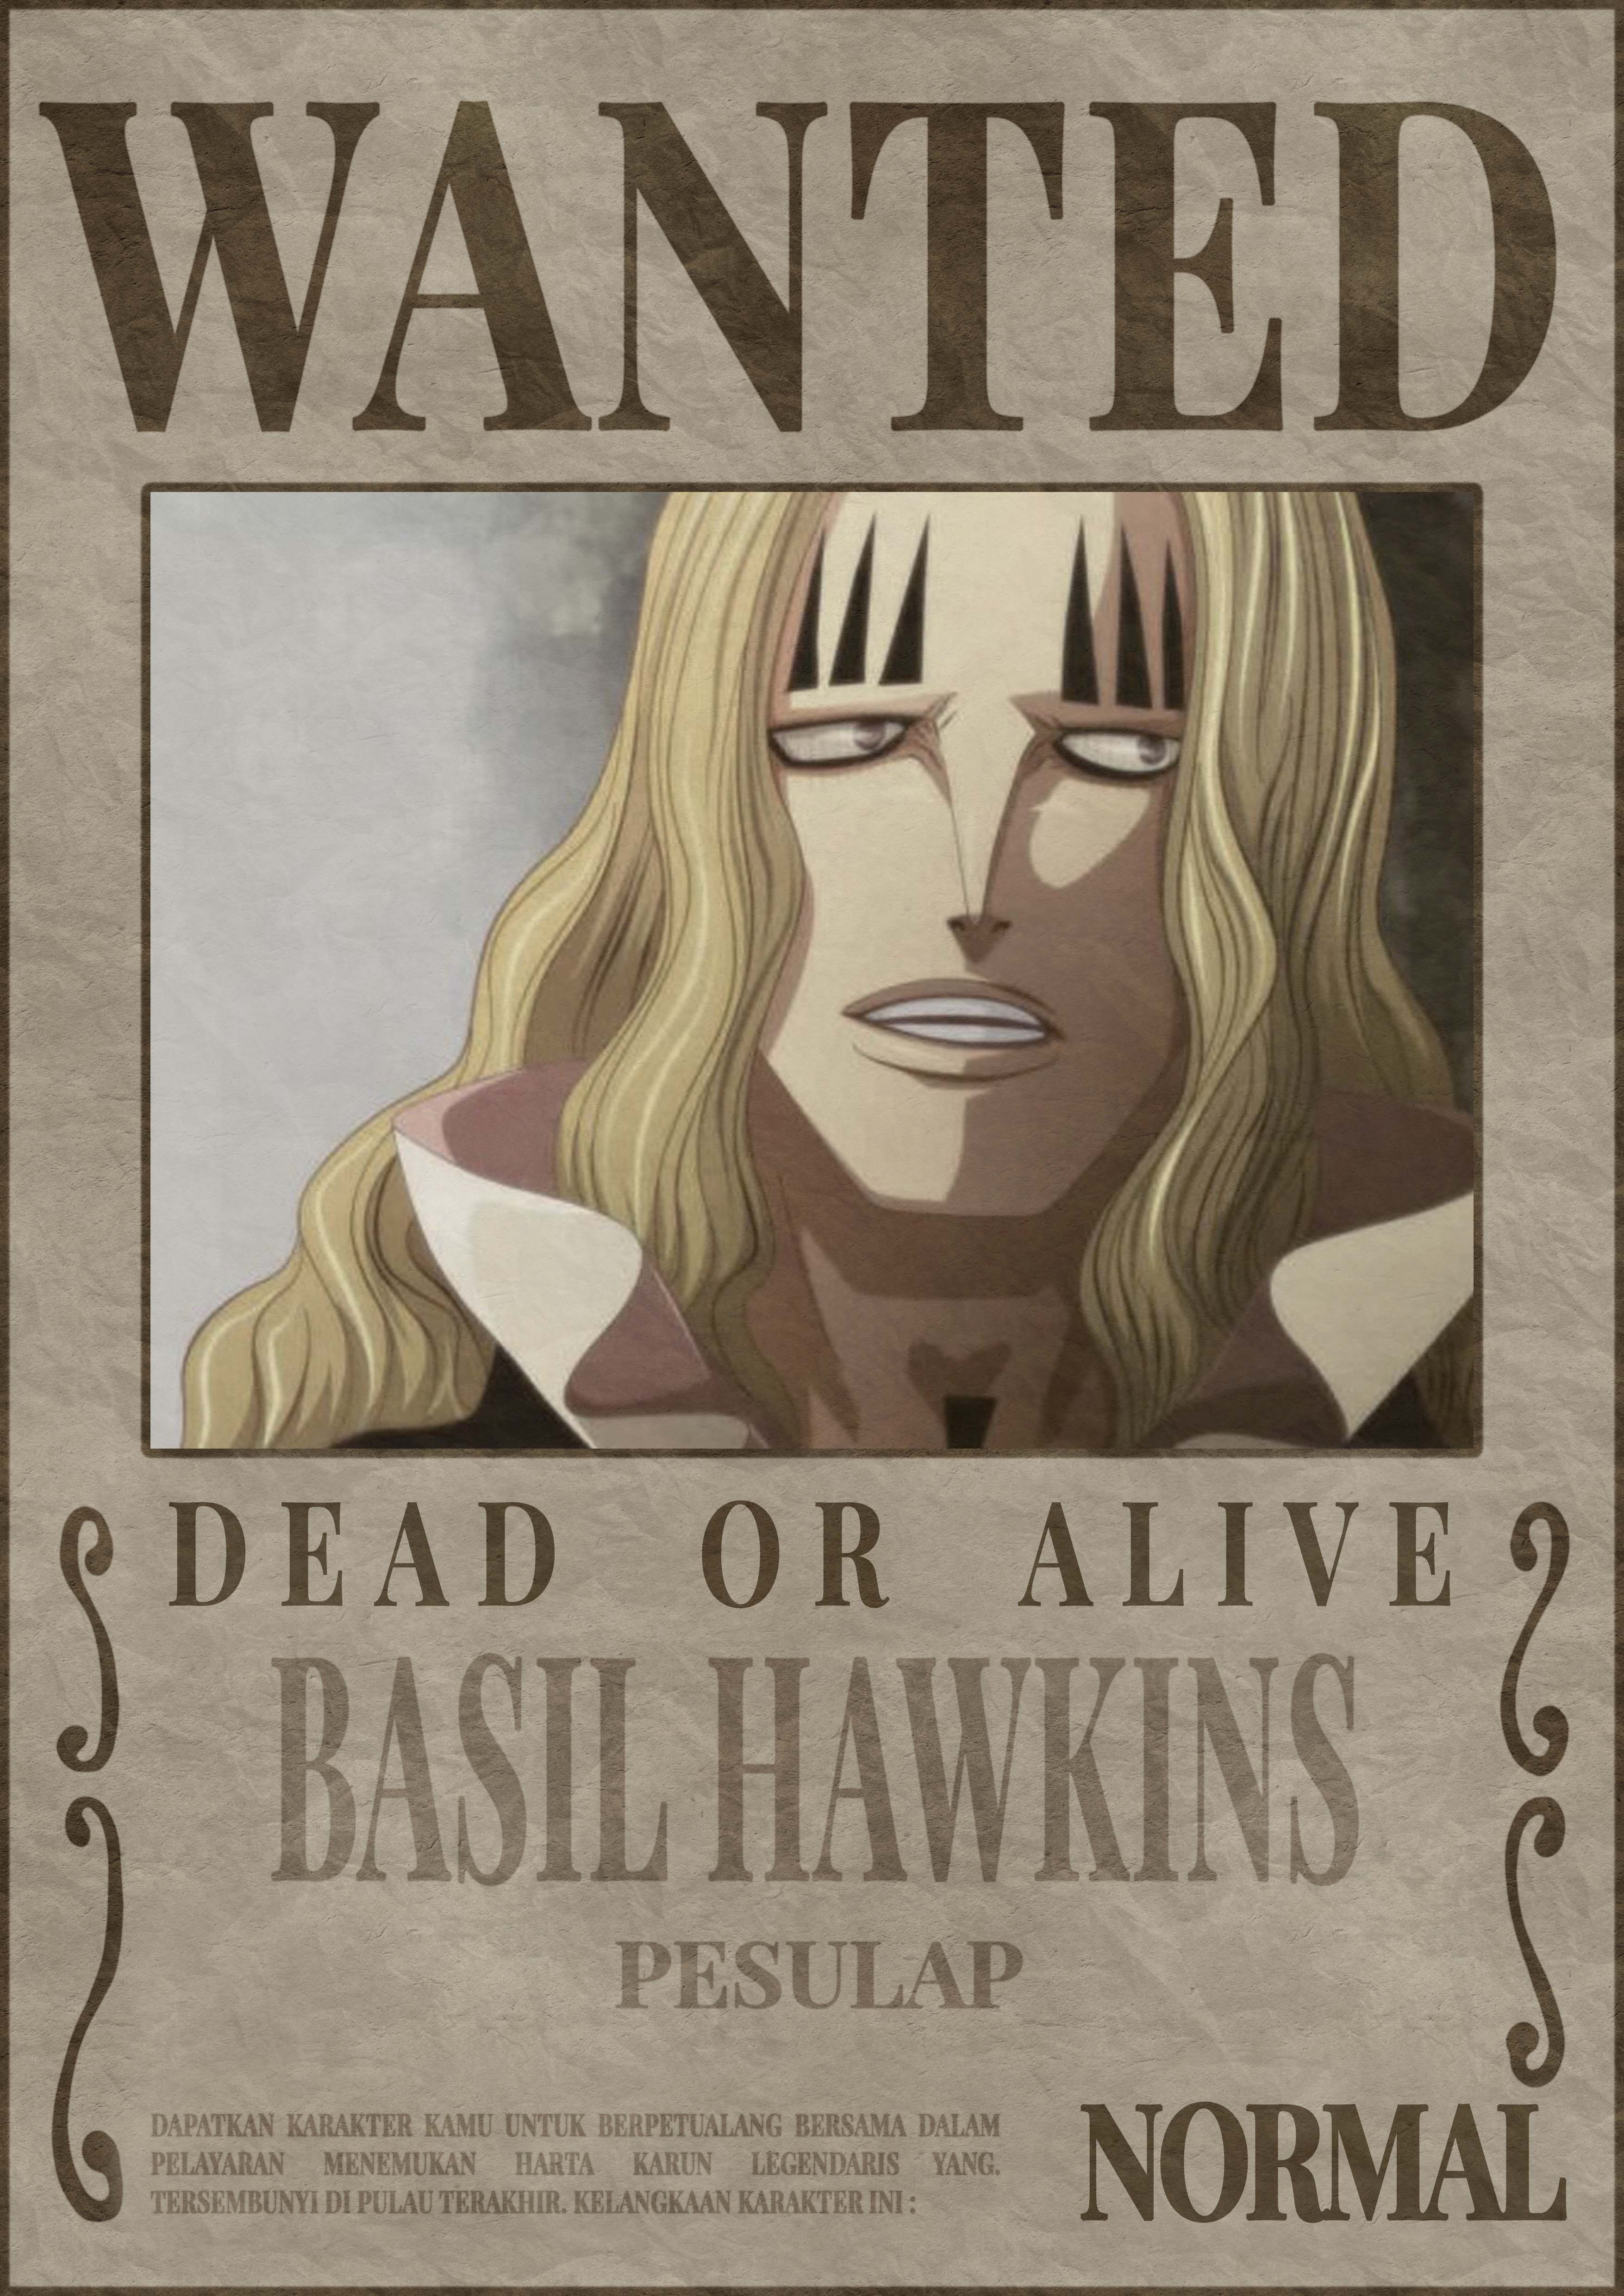 WANTED
DEAD OR ALIVE
BASIL HAWKINS
PESULAP
DAPATKAN KARAKTER KAMU UNTUK BERPETUALANG BERSAMA DALAM
PELAYARAN MENEMUKAN HARTA KARUN LEGENDARIS YANG.
TERSEMBUNYI DI PULAU TERAKHIR. KELANGKAAN KARAKTER INI :
NORMAL